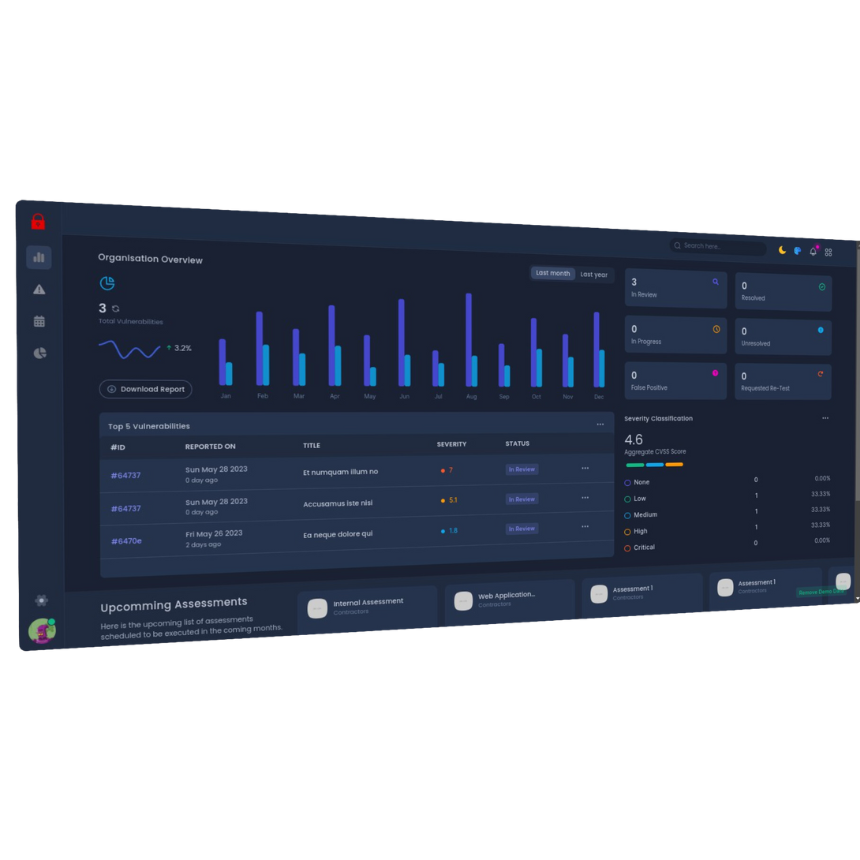 Search here..
Organisation Overview
Last month
Last year
3
Total Vulnerabilities
3.2%
Download Report
Jan
Feb
Mar
Apr
May
Jun
Jul
Aug
Sep
Oct
Nov
Dec
3
In Review
0
Resolved
0
In Progress
0
Unresolved
0
False Positive
0
Requested Re-Test
Top 5 Vulnerabilities
#ID REPORTED ON TITLE SEVERITY STATUS
#64737 Sun May 28 2023 Et numquam illum no 7 In Review
0 day ago
#64737 Sun May 28 2023 Accusamus iste nisi 5.1 In Review
0 day ago
#6470e Fri May 26 2023 Ea neque dolore qui 1.8 In Review
2 days ago
Severity Classification
4.6
Aggregate CVSS Score
None 0 0.00%
Low 1 33.33%
Medium 1 33.33%
High 1 33.33%
Critical 0 0.00%
Upcomming Assessments
Here is the upcoming list of assessments
scheduled to be executed in the coming months.
Internal Assessment
Contractors
Web Application..
Contractors
Assessment 1
Contractors
Assessment 1
Contractors
Remove Demo Data